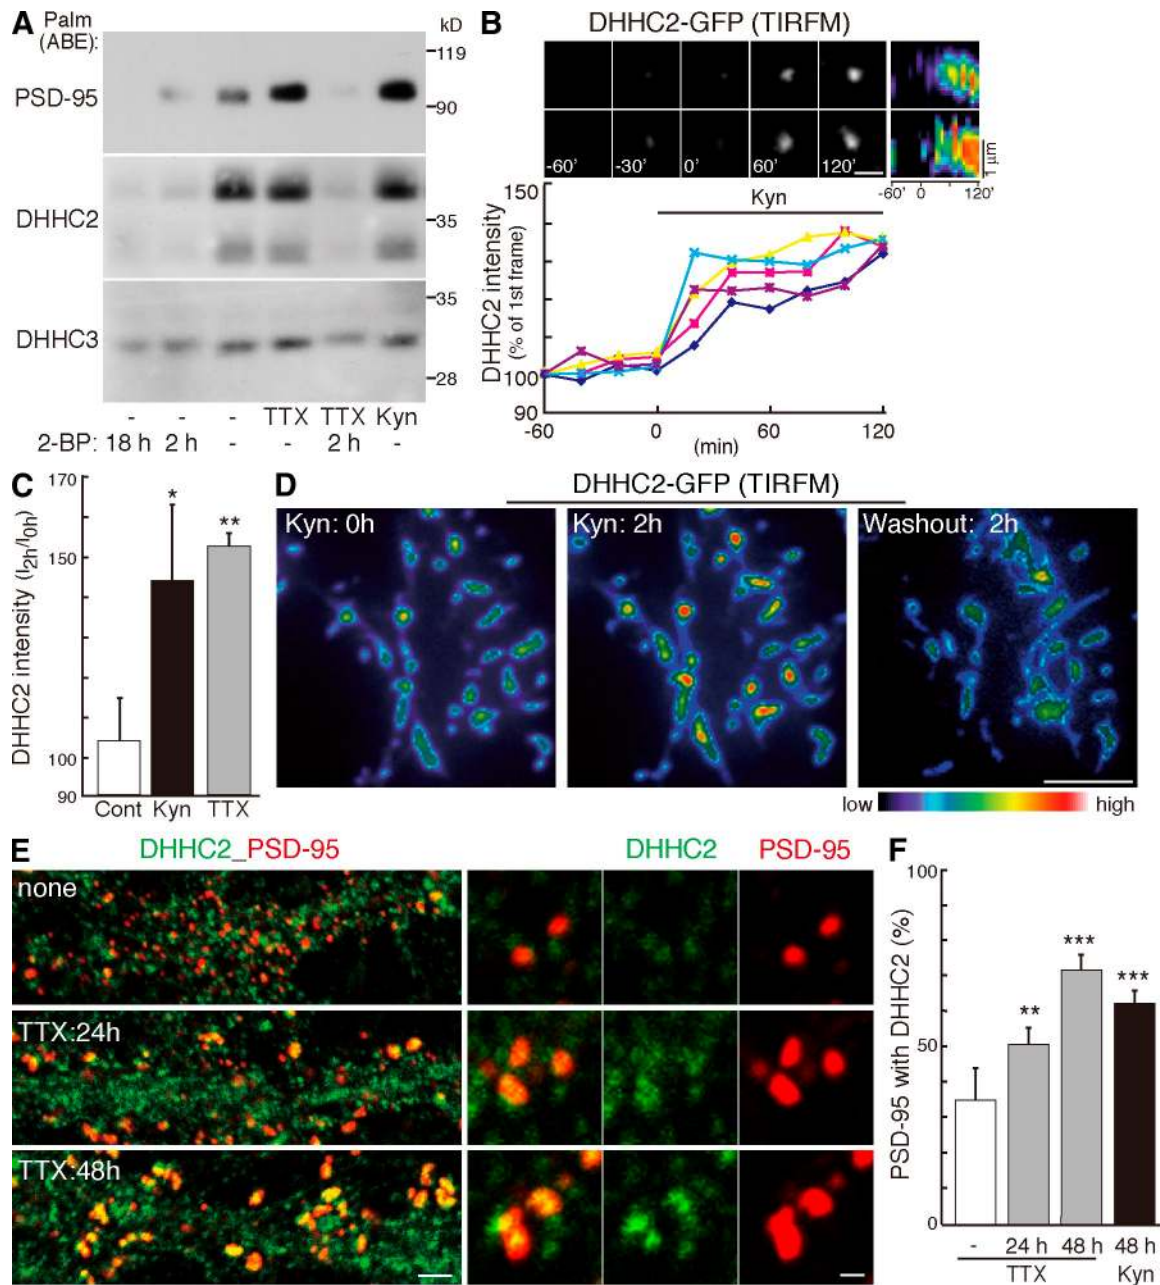 A
Palm
(ABE):
kD
119
PSD-95
90
DHHC2
35
35
DHHC3
28
- - - TTX TTX Kyn
2-BP: 18 h 2 h - - 2 h -
B
DHHC2-GFP (TIRFM)
-60' -30' 0' 60' 120'
1 µm
-60' 0 120'
150
Kyn
DHHC2 intensity
(% of 1st frame)
100
90
-60 0 60 120
(min)
C
170
**
*
150
DHHC2 intensity (I2h/I0h)
100
90
Cont Kyn TTX
D
DHHC2-GFP (TIRFM)
Kyn: 0h
Kyn: 2h
Washout: 2h
low
high
E
DHHC2_PSD-95
DHHC2
PSD-95
none
TTX:24h
TTX:48h
F
100
PSD-95 with DHHC2 (%)
***
***
**
50
0
- 24 h 48 h 48 h
TTX Kyn